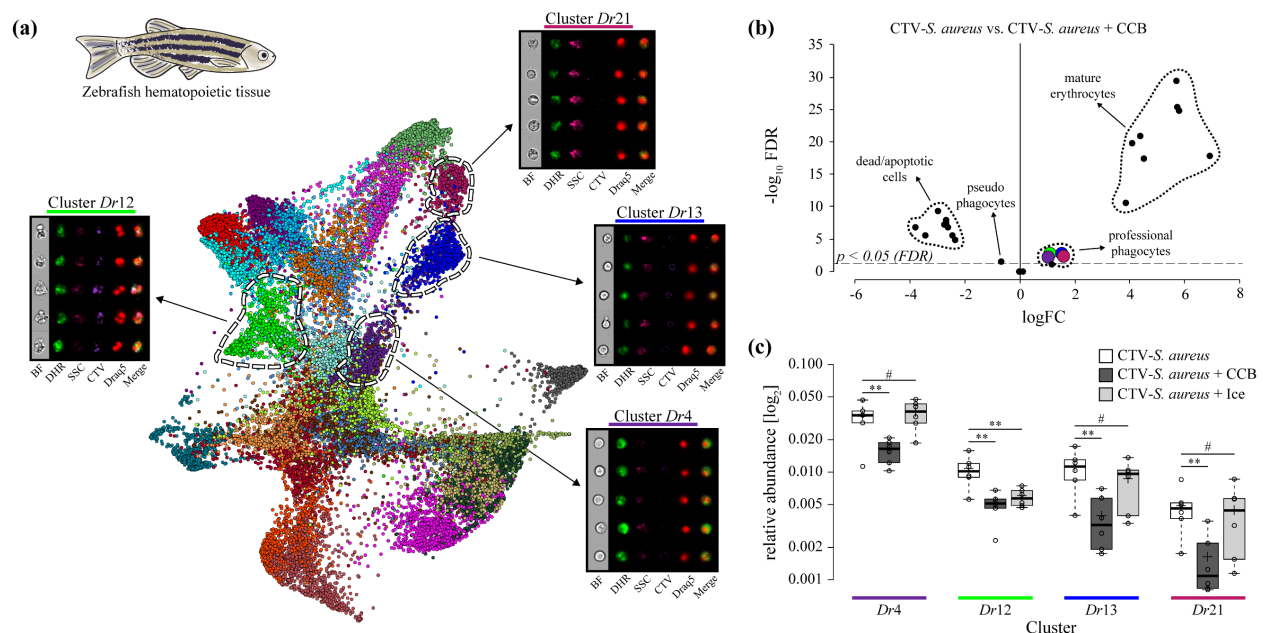 (a)
Zebrafish hematopoietic tissue
Cluster Dr21
BF DHR SSC CTV Draq5 Merge
Cluster Dr12
BF DHR SSC CTV Draq5 Merge
Cluster Dr13
BF DHR SSC CTV Draq5 Merge
Cluster Dr4
BF DHR SSC CTV Draq5 Merge
(b)
CTV-S. aureus vs. CTV-S. aureus + CCB
-log10 FDR
35
30
25
20
15
10
5
0
mature
erythrocytes
dead/apoptotic
cells
pseudo
phagocytes
professional
phagocytes
p < 0.05 (FDR)
-6 -4 -2 0 2 4 6 8
logFC
(c)
CTV-S. aureus
CTV-S. aureus + CCB
CTV-S. aureus + Ice
relative abundance [log2]
0.100
0.050
0.020
0.010
0.005
0.002
0.001
# **
** **
# **
# **
Dr4 Dr12 Dr13 Dr21
Cluster